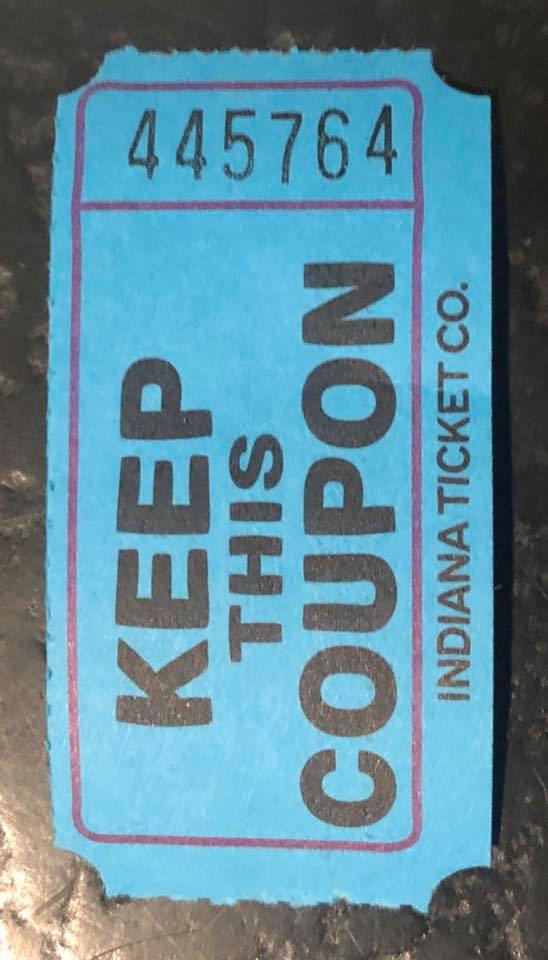 445764
KEEP
THIS
COUPON
INDIANA TICKET CO.